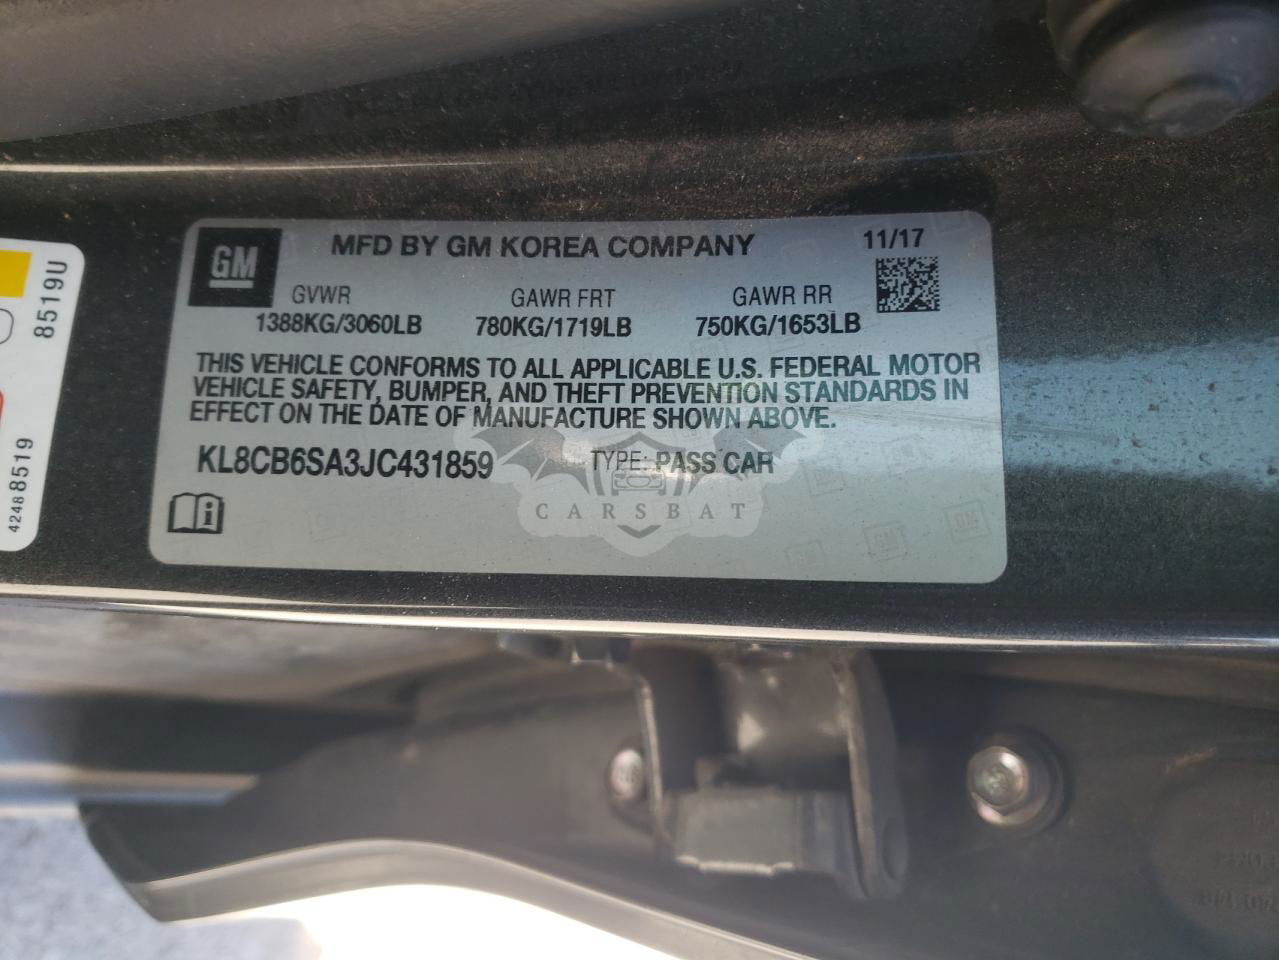 GM
MFD BY GM KOREA COMPANY
11/17
GVWR
GAWR FRT
GAWR RR
1388KG/3060LB
780KG/1719LB
750KG/1653LB
THIS VEHICLE CONFORMS TO ALL APPLICABLE U.S. FEDERAL MOTOR
VEHICLE SAFETY, BUMPER, AND THEFT PREVENTION STANDARDS IN
EFFECT ON THE DATE OF MANUFACTURE SHOWN ABOVE.
KL8CB6SA3JC431859
TYPE: PASS CAR
CARSBAT
8519U
42488519